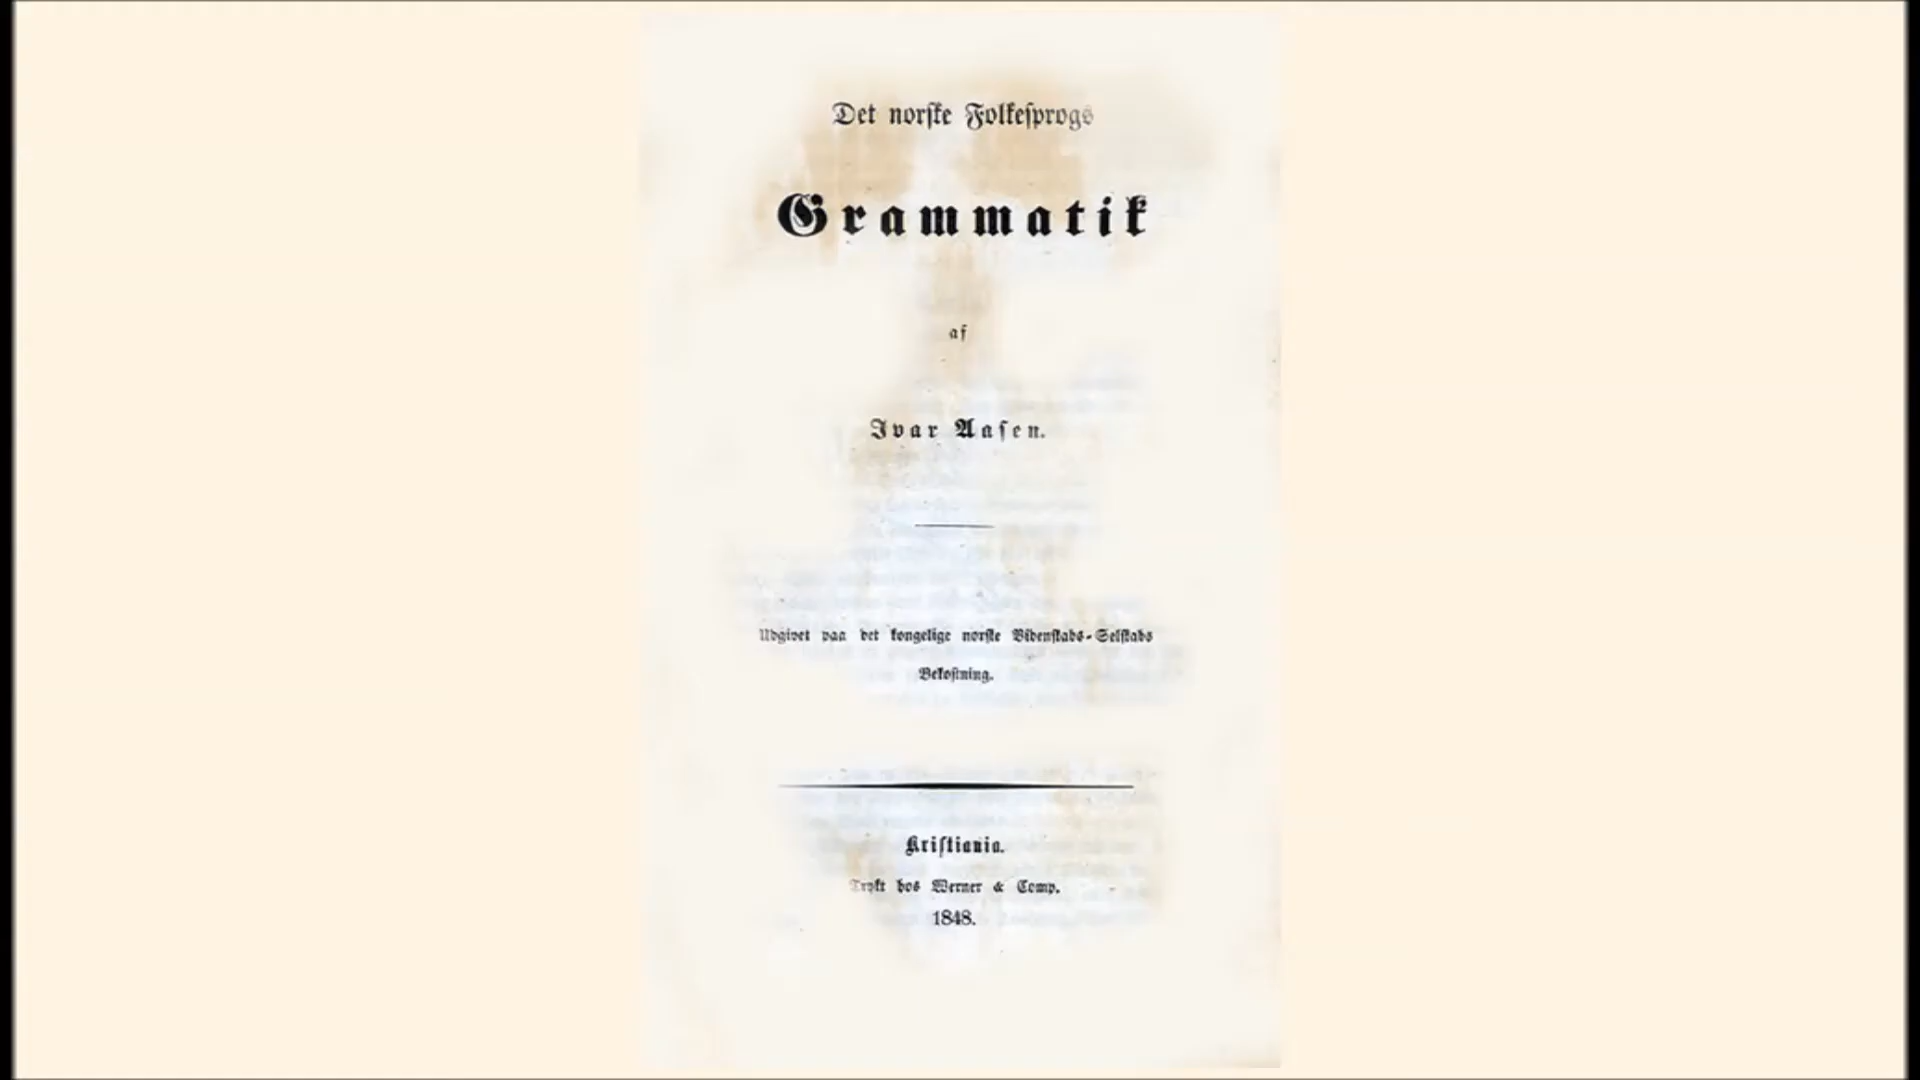 Det norske Folkesprogs
Grammatik
af
Ivar Aasen.
Udgivet paa det kongelige norske Videnskabs-Selskabs
Bekostning.
Kristiania.
Trykt hos Werner & Comp.
1848.